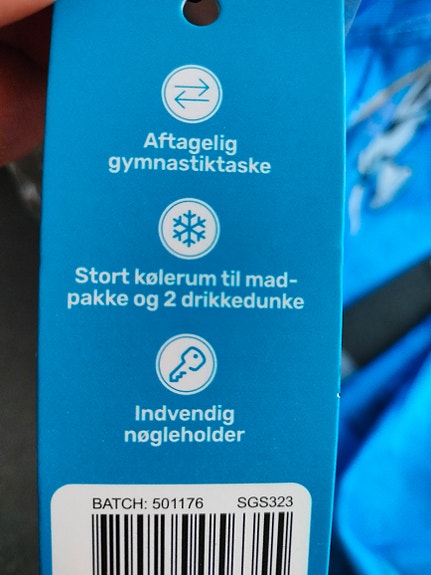 Aftagelig
gymnastiktaske
Stort kølerum til mad-
pakke og 2 drikkedunke
Indvendig
nøgleholder
BATCH: 501176 SGS323